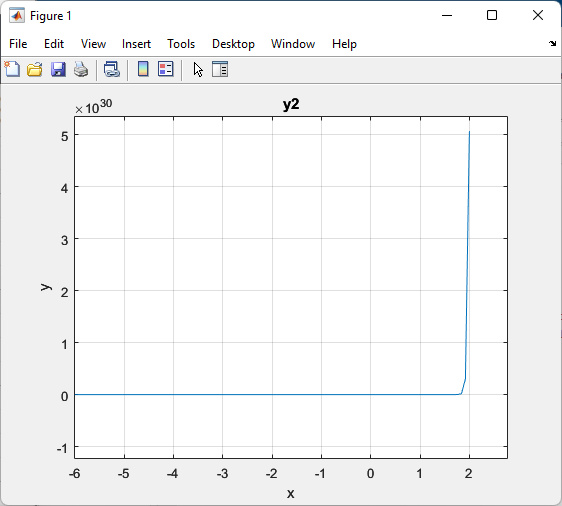 Figure 1
File Edit View Insert Tools Desktop Window Help
×10^30
y2
5
4
3
2
1
0
-1
y
-6 -5 -4 -3 -2 -1 0 1 2
x